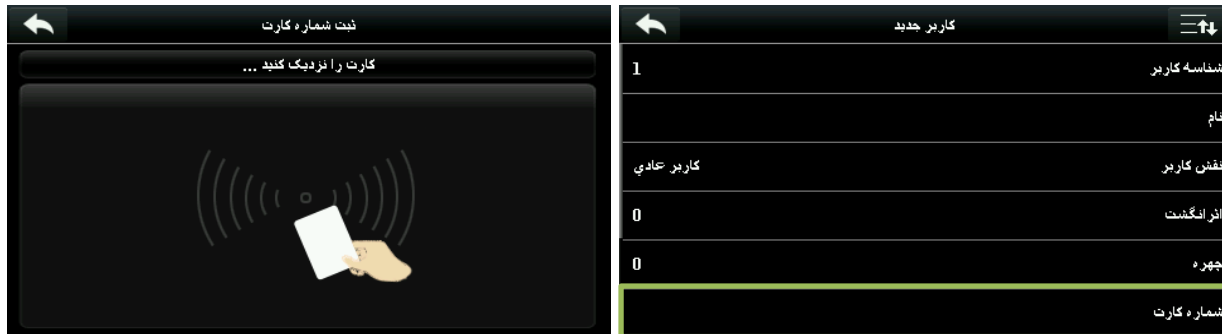 ثبت شماره کارت
کارت را نزدیک کنید ...
کاربر جدید
شناسه کاربر 1
نام
نقش کاربر کاربر عادي
اثر انگشت 0
چهره 0
شماره کارت